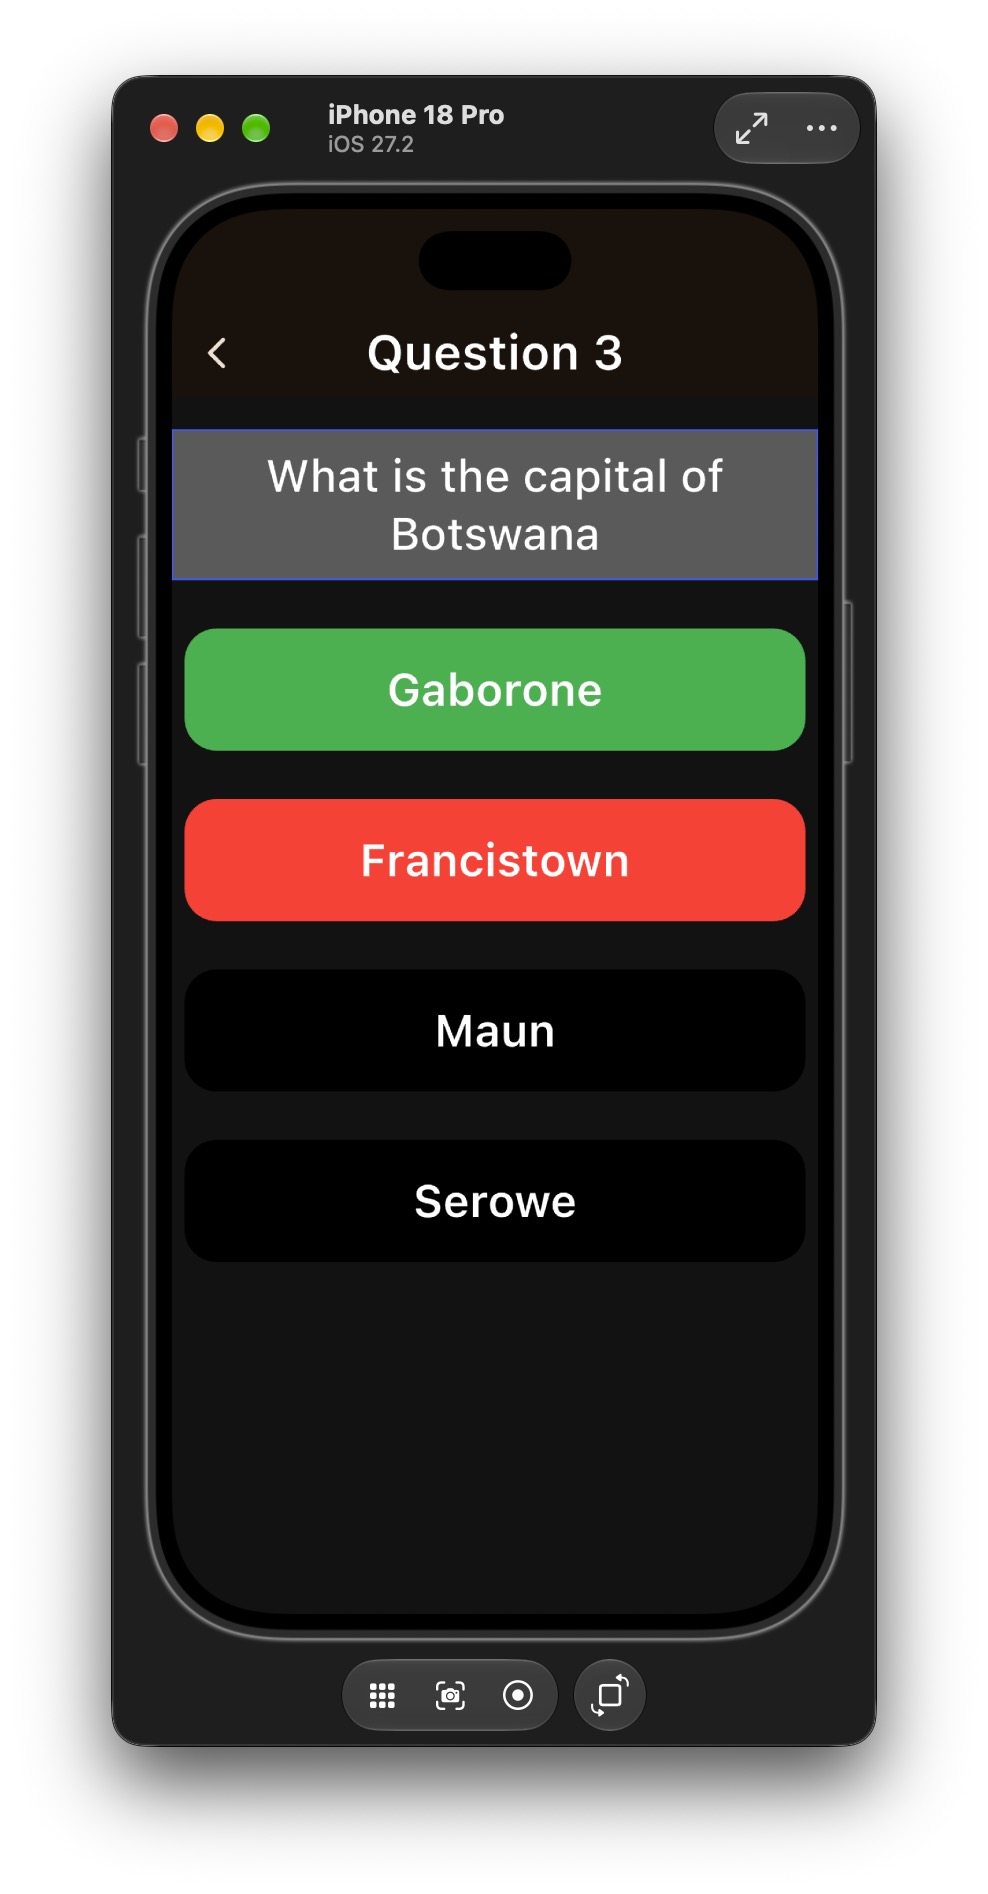 iPhone 18 Pro
iOS 27.2
Question 3
What is the capital of
Botswana
Gaborone
Francistown
Maun
Serowe